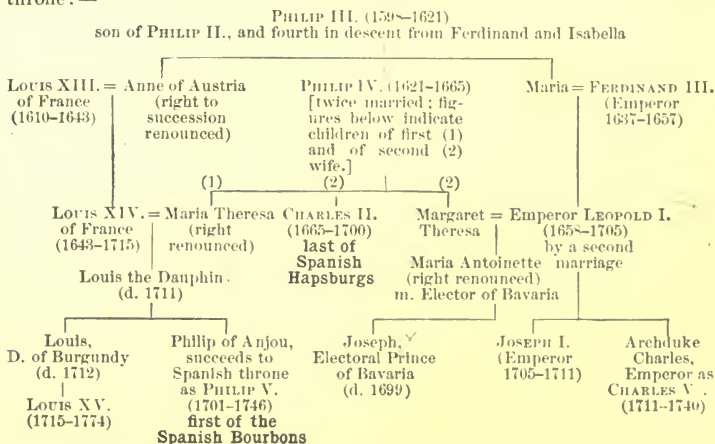 throne:—
PHILIP III. (1598–1621)
son of PHILIP II., and fourth in descent from Ferdinand and Isabella
LOUIS XIII. = Anne of Austria
of France (right to
(1610–1643) succession
renounced)
PHILIP IV. (1621–1665)
[twice married; fig-
ures below indicate
children of first (1)
and of second (2)
wife.]
Maria = FERDINAND III.
(Emperor
1637–1657)
(1) (2) (2)
LOUIS XIV. = Maria Theresa
of France (right
(1643–1715) renounced)
CHARLES II.
(1665–1700)
last of
Spanish
Hapsburgs
Margaret = Emperor LEOPOLD I.
Theresa (1658–1705)
by a second
marriage
Maria Antoinette
(right renounced)
m. Elector of Bavaria
Louis the Dauphin.
(d. 1711)
Louis,
D. of Burgundy
(d. 1712)
LOUIS XV.
(1715–1774)
Philip of Anjou,
succeeds to
Spanish throne
as PHILIP V.
(1701–1746)
first of the
Spanish Bourbons
Joseph,
Electoral Prince
of Bavaria
(d. 1699)
JOSEPH I.
(Emperor
1705–1711)
Archduke
Charles,
Emperor as
CHARLES V .
(1711–1740)